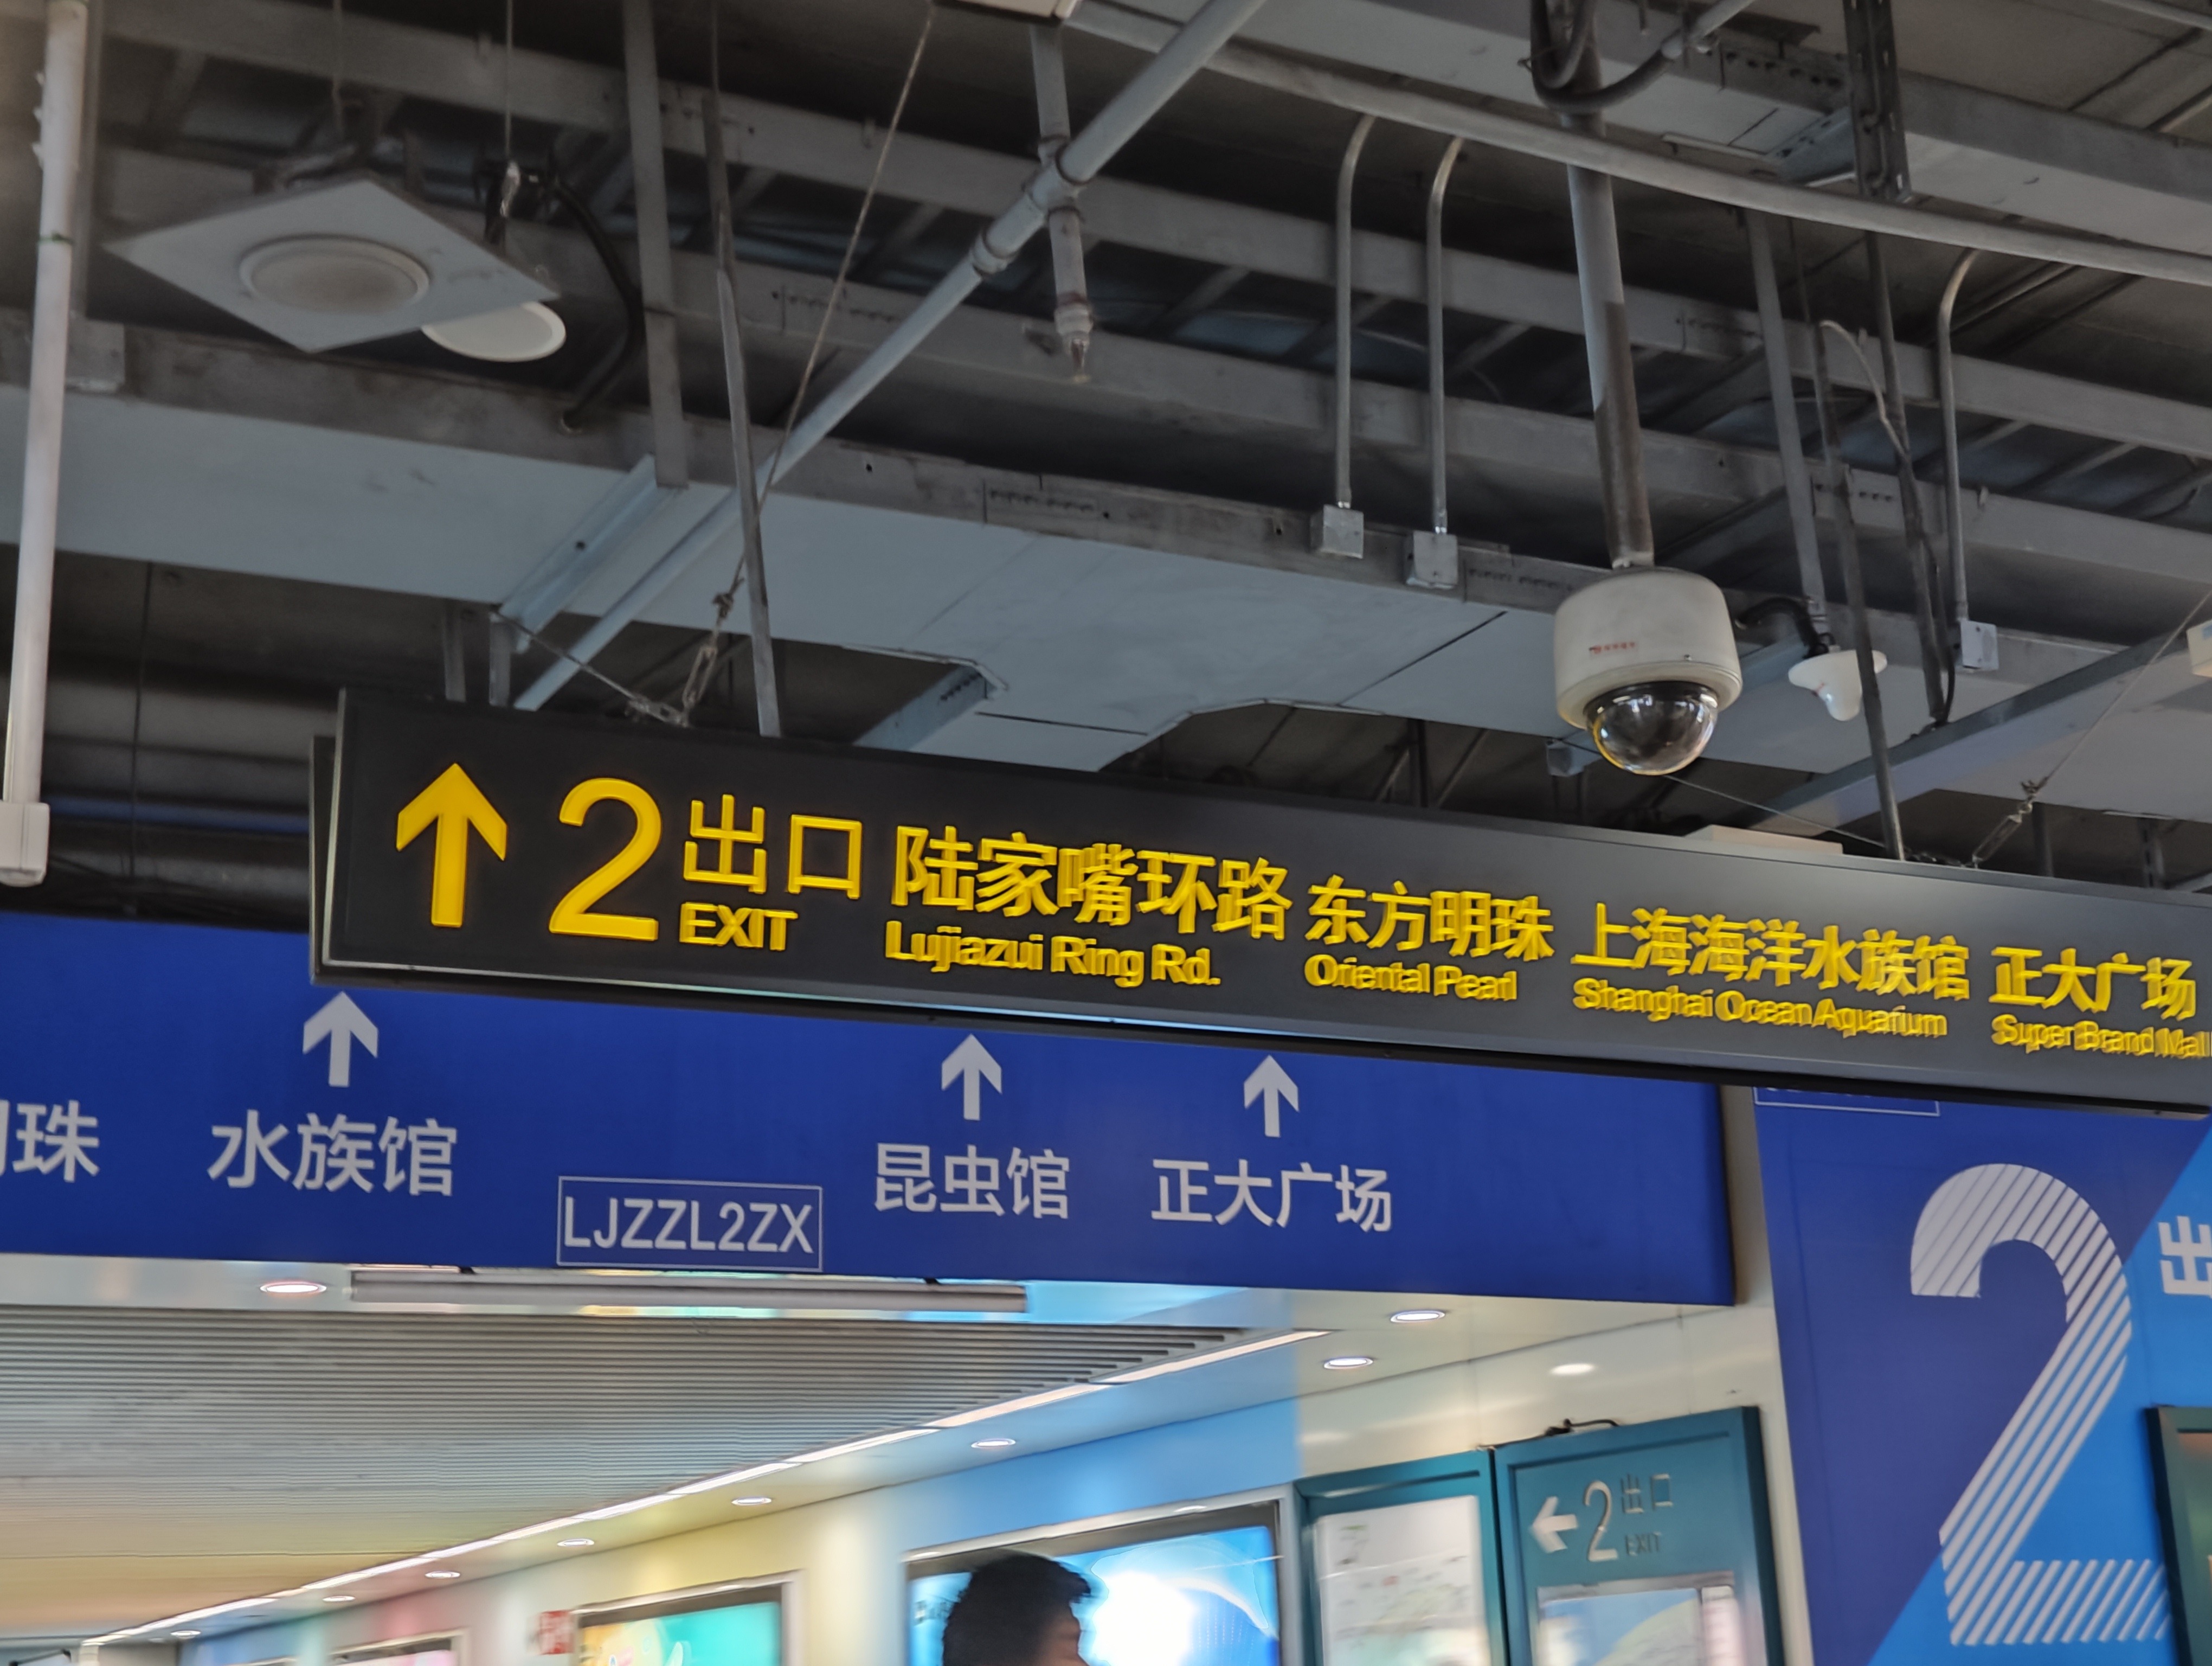 2 出口 陆家嘴环路 东方明珠 上海海洋水族馆 正大广场
EXIT Lujiazui Ring Rd. Oriental Pearl Shanghai Ocean Aquarium Super Brand Mall
珠 水族馆 昆虫馆 正大广场
LJZZL2ZX
2 出
2 出口
EXIT